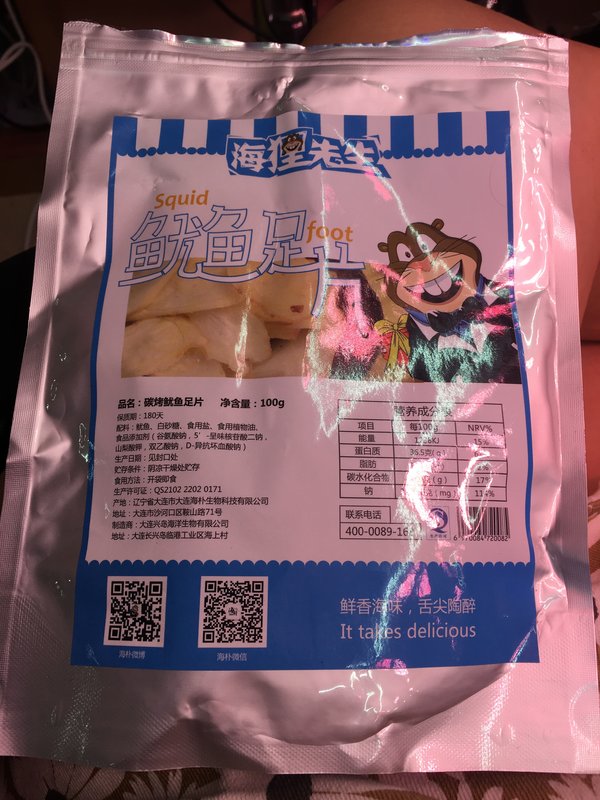 海狸先生
Squid
foot
鱿鱼足片
品名：碳烤鱿鱼足片 净含量：100g
保质期：180天
配料：鱿鱼、白砂糖、食用盐、食用植物油、
食品添加剂（谷氨酸钠，5’-呈味核苷酸二钠，
山梨酸钾，双乙酸钠，D-异抗坏血酸钠）
生产日期：见封口处
贮存条件：阴凉干燥处贮存
食用方法：开袋即食
生产许可证：QS2102 2202 0171
产地：辽宁省大连市大连海朴生物科技有限公司
地址：大连市沙河口区鞍山路71号
制造商：大连兴岛海洋生物有限公司
地址：大连长兴岛临港工业区海上村
营养成分表
项目 每100g NRV%
能量 15%
蛋白质
脂肪
碳水化合物 17%
钠 (mg)
联系电话
400-0089-16
海朴微博
海朴微信
鲜香海味，舌尖陶醉
It takes delicious